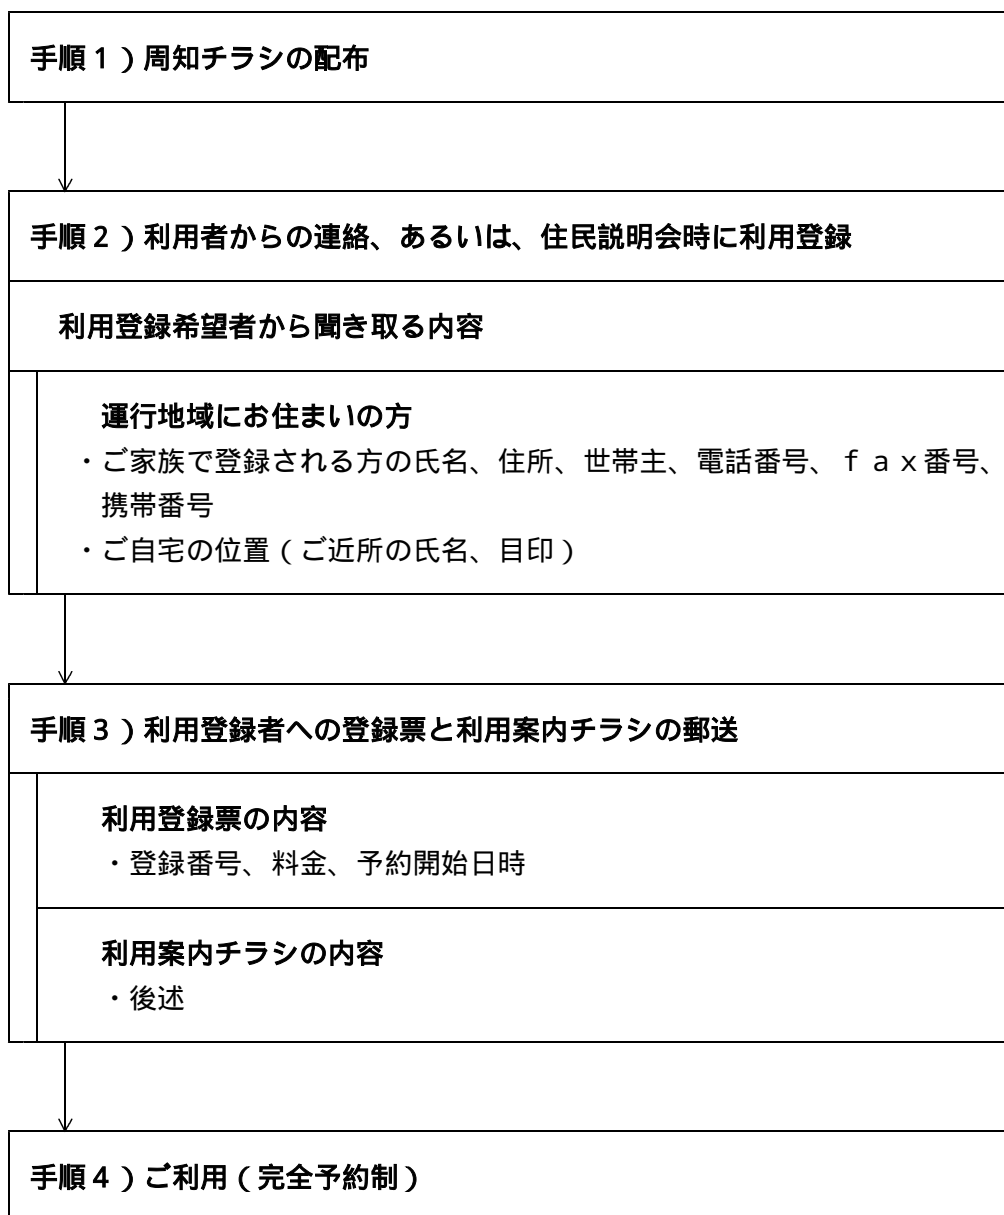 手順１）周知チラシの配布
手順２）利用者からの連絡、あるいは、住民説明会時に利用登録
利用登録希望者から聞き取る内容
運行地域にお住まいの方
・ご家族で登録される方の氏名、住所、世帯主、電話番号、ｆａｘ番号、
携帯番号
・ご自宅の位置（ご近所の氏名、目印）
手順３）利用登録者への登録票と利用案内チラシの郵送
利用登録票の内容
・登録番号、料金、予約開始日時
利用案内チラシの内容
・後述
手順４）ご利用（完全予約制）